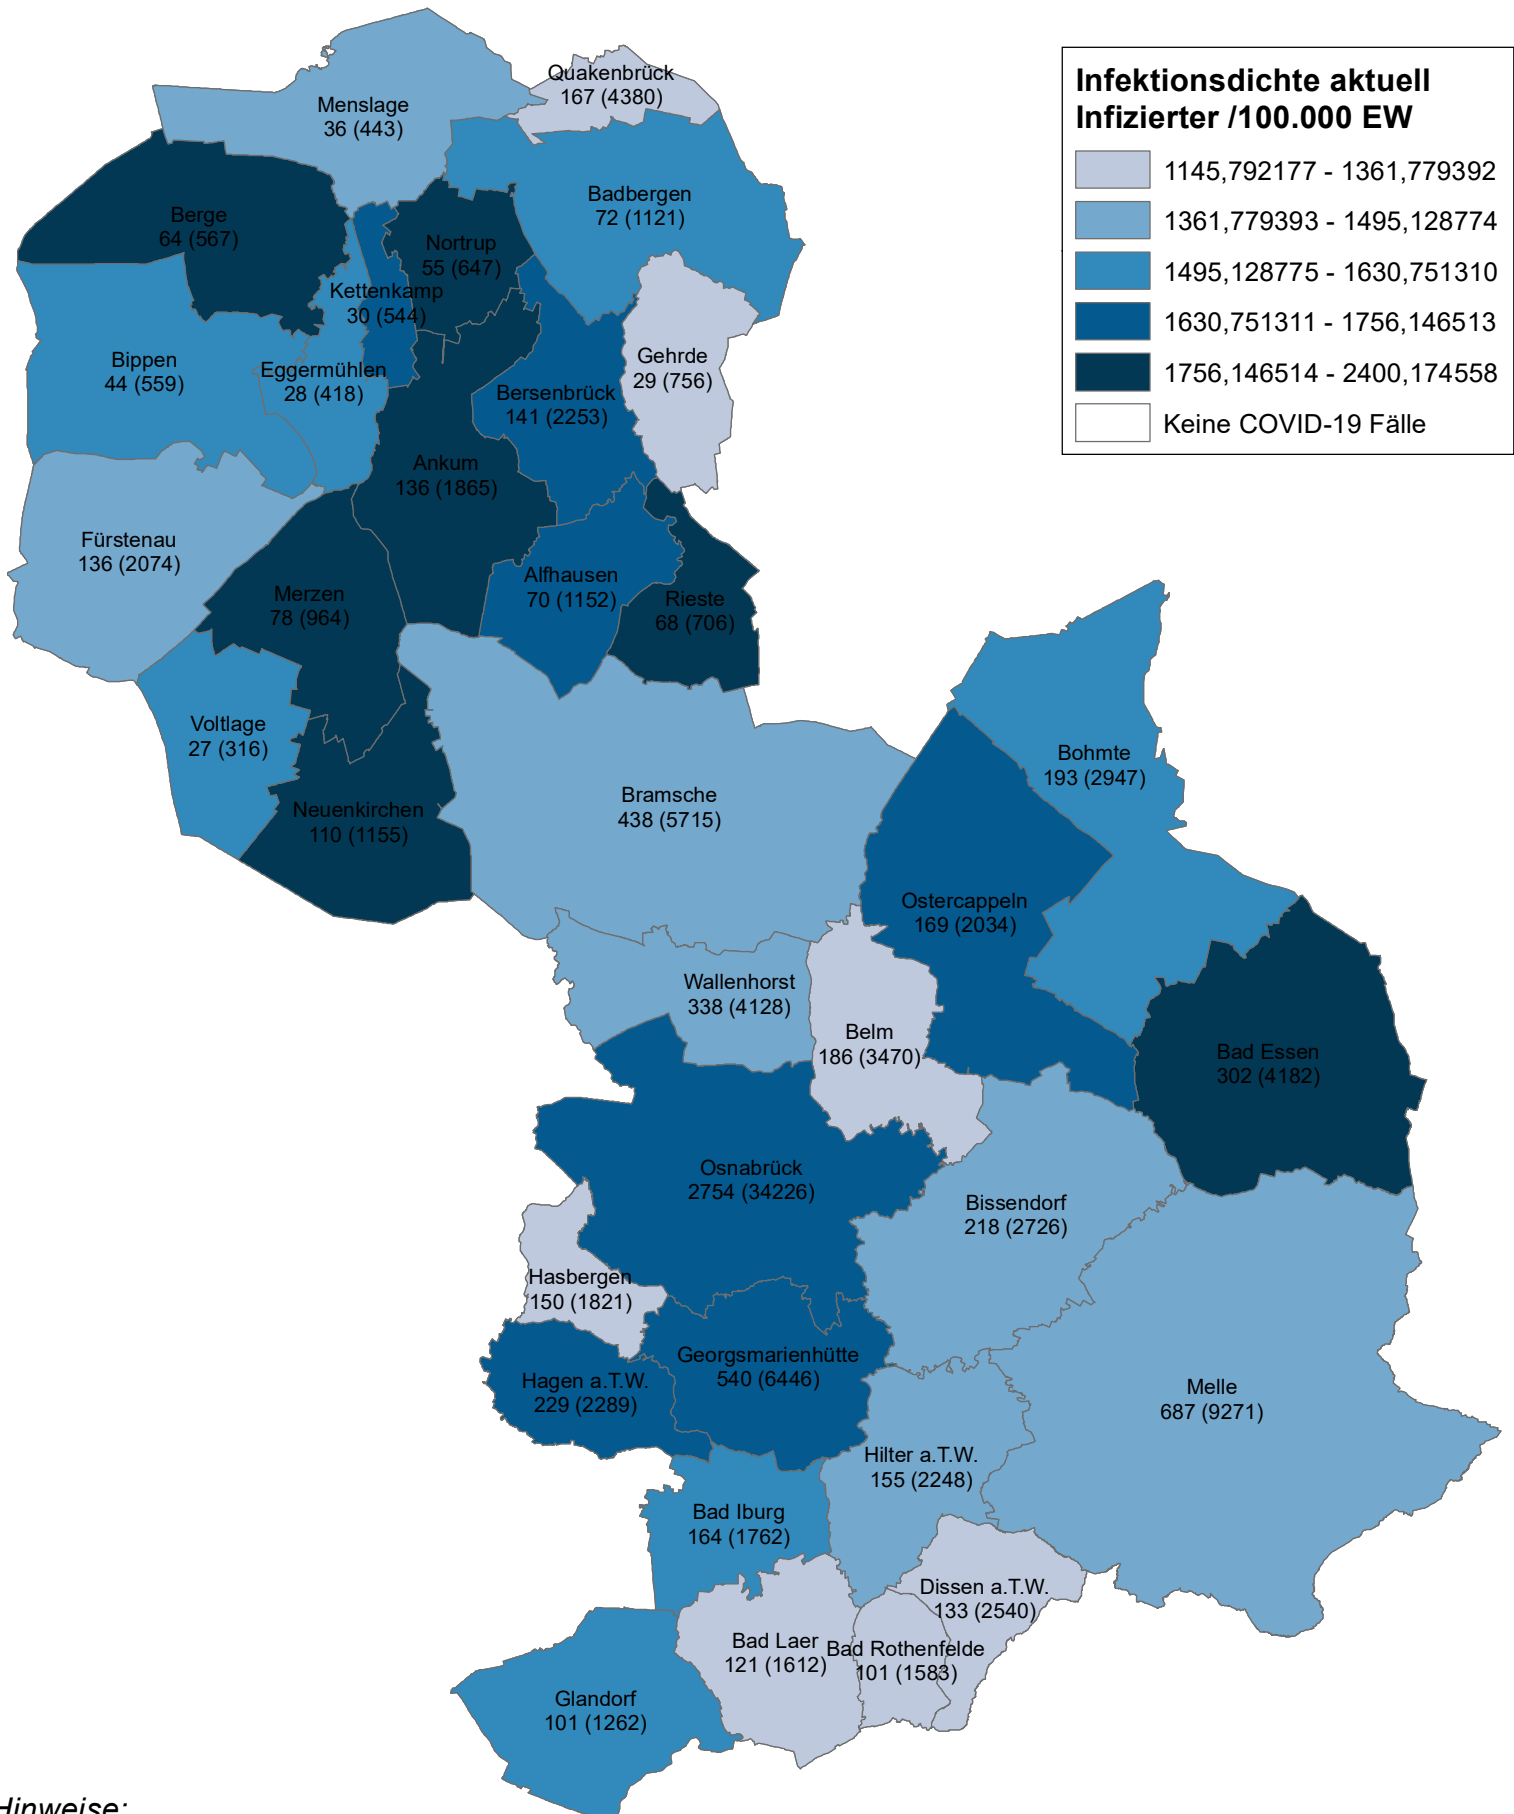 Infektionsdichte aktuell
Infizierter /100.000 EW
1145,792177 - 1361,779392
1361,779393 - 1495,128774
1495,128775 - 1630,751310
1630,751311 - 1756,146513
1756,146514 - 2400,174558
Keine COVID-19 Fälle
Quakenbrück
167 (4380)
Menslage
36 (443)
Badbergen
72 (1121)
Berge
64 (567)
Nortrup
55 (647)
Kettenkamp
30 (544)
Gehrde
29 (756)
Bippen
44 (559)
Eggermühlen
28 (418)
Bersenbrück
141 (2253)
Ankum
136 (1865)
Fürstenau
136 (2074)
Alfhausen
70 (1152)
Merzen
78 (964)
Rieste
68 (706)
Voltlage
27 (316)
Bohmte
193 (2947)
Bramsche
438 (5715)
Neuenkirchen
110 (1155)
Ostercappeln
169 (2034)
Wallenhorst
338 (4128)
Belm
186 (3470)
Bad Essen
302 (4182)
Osnabrück
2754 (34226)
Bissendorf
218 (2726)
Hasbergen
150 (1821)
Georgsmarienhütte
540 (6446)
Hagen a.T.W.
229 (2289)
Melle
687 (9271)
Hilter a.T.W.
155 (2248)
Bad Iburg
164 (1762)
Dissen a.T.W.
133 (2540)
Bad Laer
121 (1612)
Bad Rothenfelde
101 (1583)
Glandorf
101 (1262)
Hinweise: